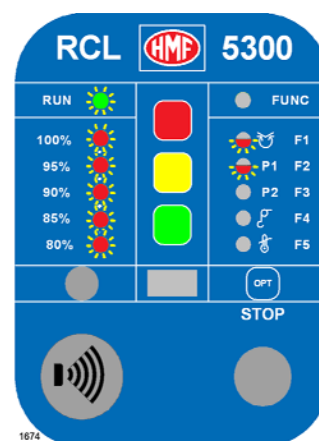 RCL HMF 5300
RUN FUNC
100% F1
95% P1 F2
90% P2 F3
85% F4
80% F5
OPT
STOP
1674